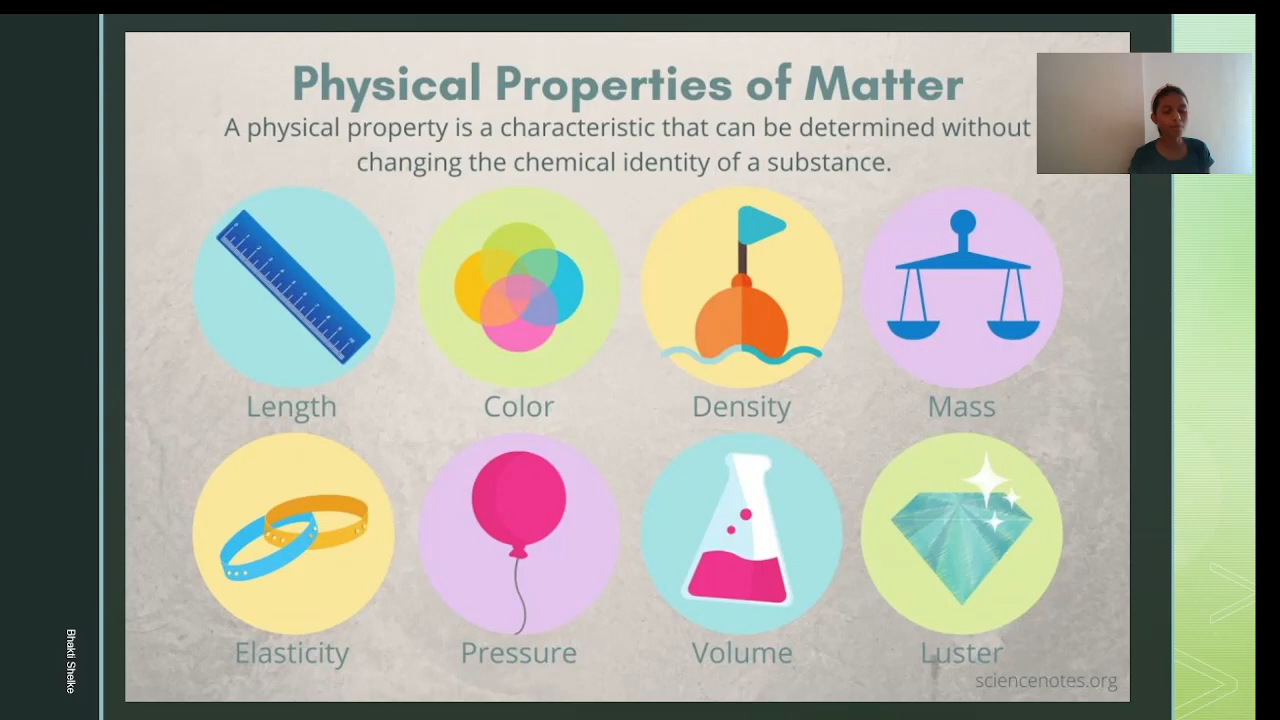 Physical Properties of Matter
A physical property is a characteristic that can be determined without
changing the chemical identity of a substance.
Length
Color
Density
Mass
Elasticity
Pressure
Volume
Luster
sciencenotes.org
Bhakti Shelke